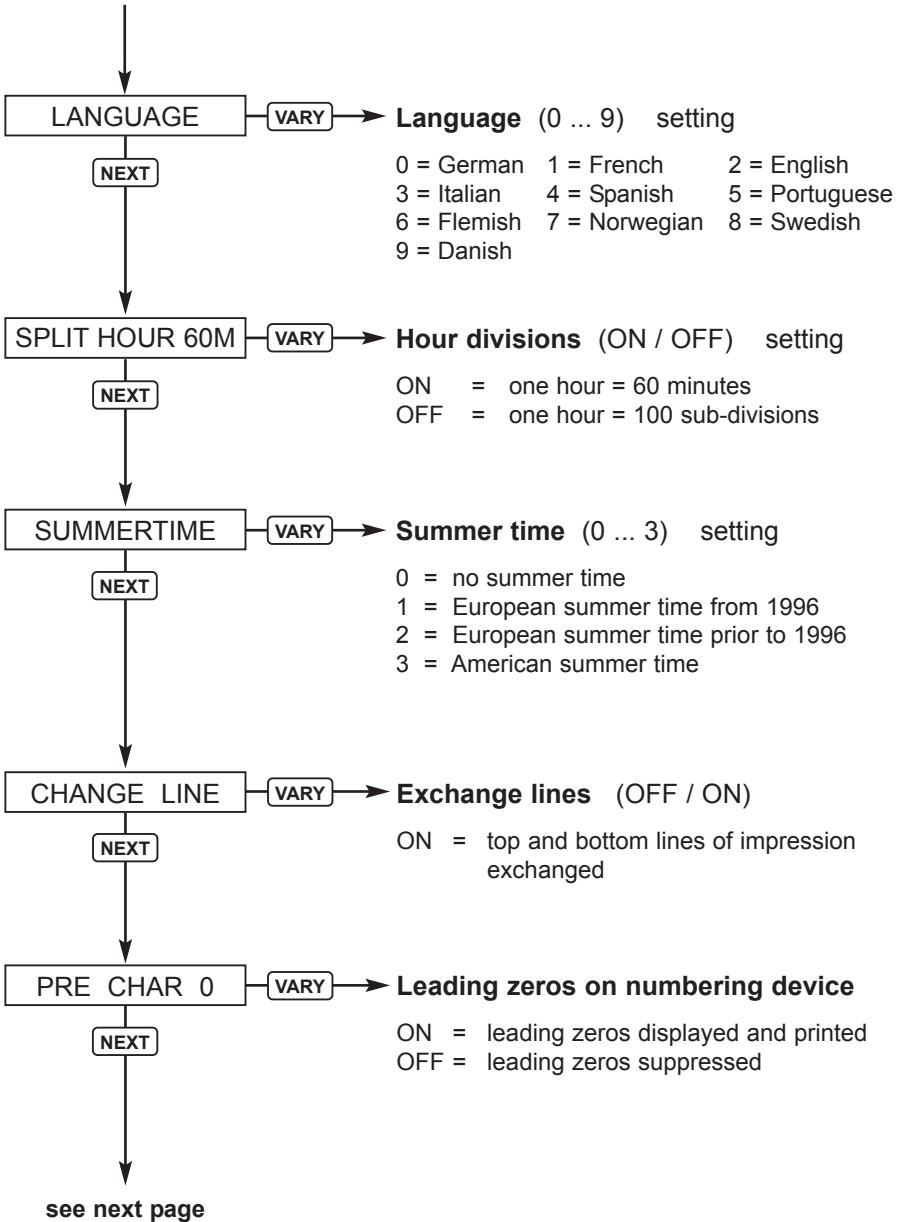 LANGUAGE VARY Language (0 ... 9) setting
NEXT
0 = German 1 = French 2 = English
3 = Italian 4 = Spanish 5 = Portuguese
6 = Flemish 7 = Norwegian 8 = Swedish
9 = Danish
SPLIT HOUR 60M VARY Hour divisions (ON / OFF) setting
NEXT
ON = one hour = 60 minutes
OFF = one hour = 100 sub-divisions
SUMMERTIME VARY Summer time (0 ... 3) setting
NEXT
0 = no summer time
1 = European summer time from 1996
2 = European summer time prior to 1996
3 = American summer time
CHANGE LINE VARY Exchange lines (OFF / ON)
NEXT
ON = top and bottom lines of impression
exchanged
PRE CHAR 0 VARY Leading zeros on numbering device
NEXT
ON = leading zeros displayed and printed
OFF = leading zeros suppressed
see next page